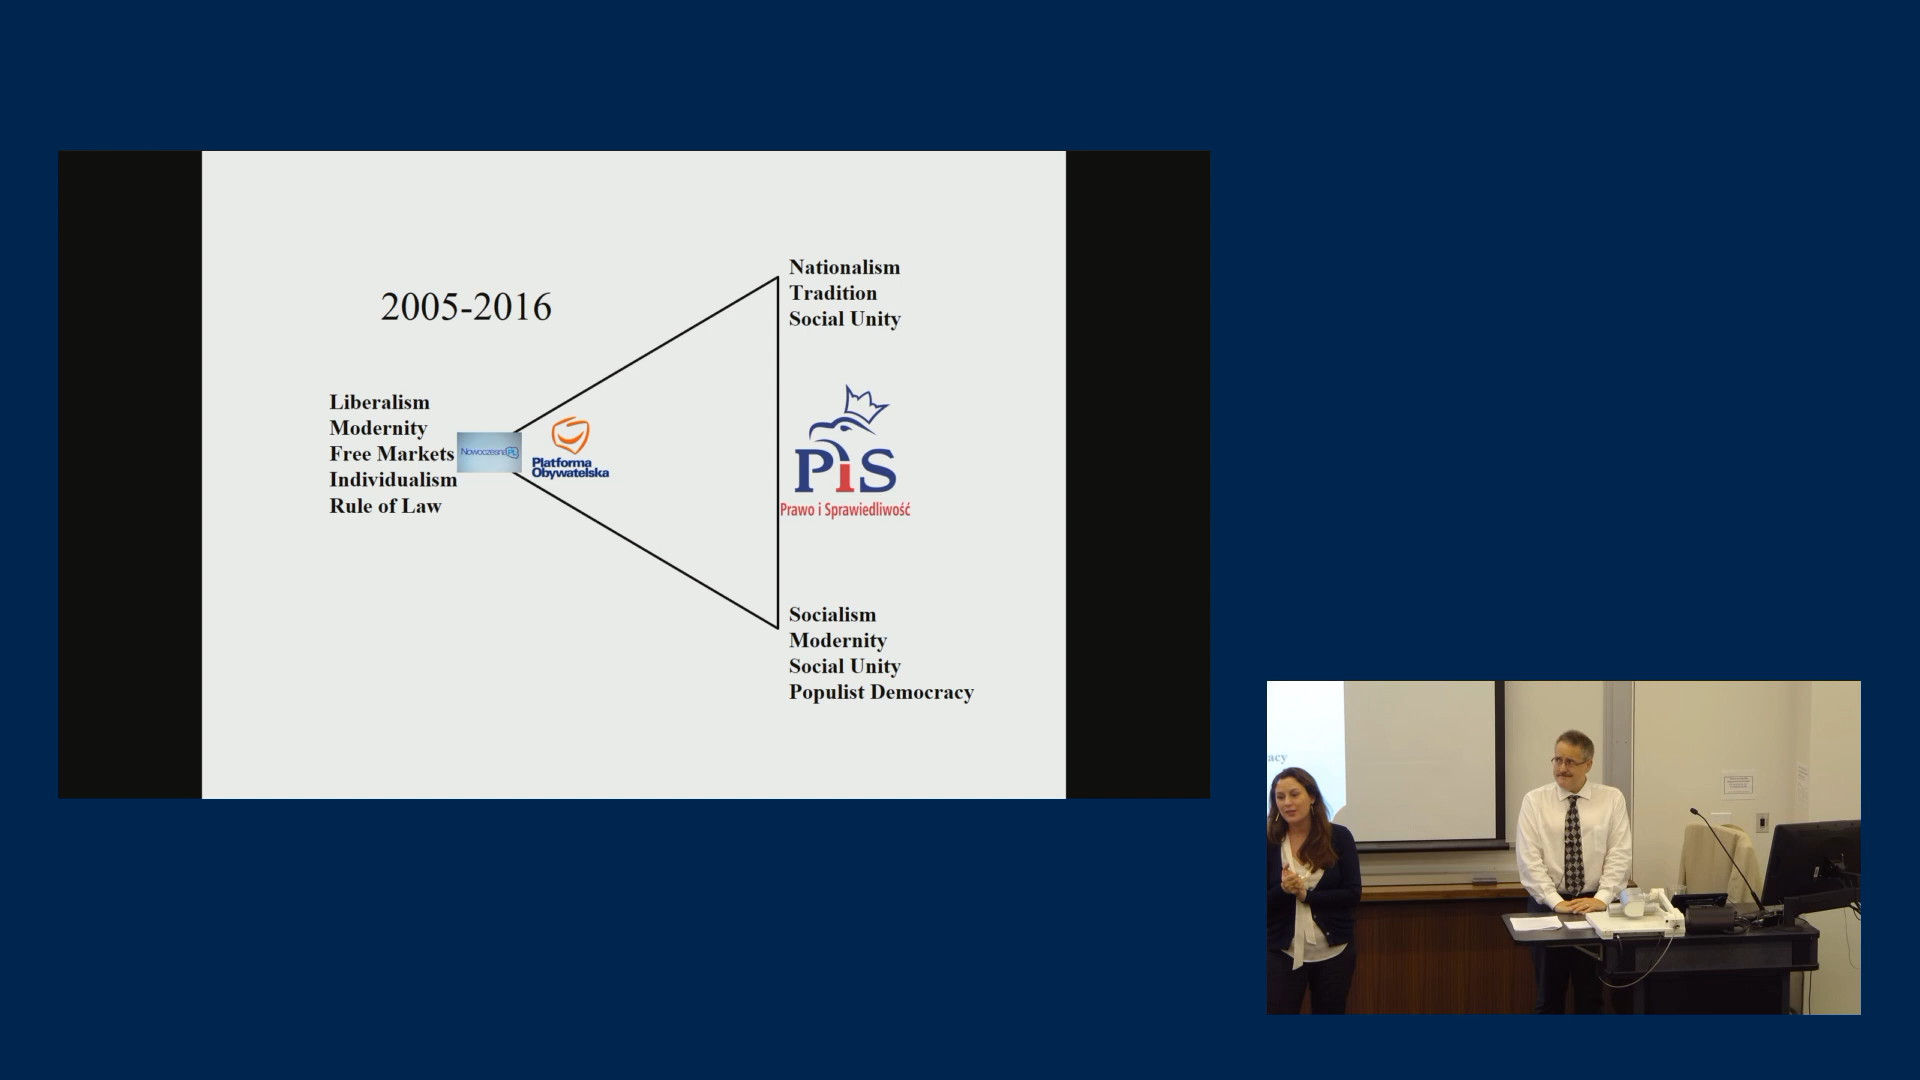 2005-2016
Nationalism
Tradition
Social Unity
Liberalism
Modernity
Free Markets
Individualism
Rule of Law
Nowoczesna PL
Platforma
Obywatelska
PiS
Prawo i Sprawiedliwość
Socialism
Modernity
Social Unity
Populist Democracy
acy